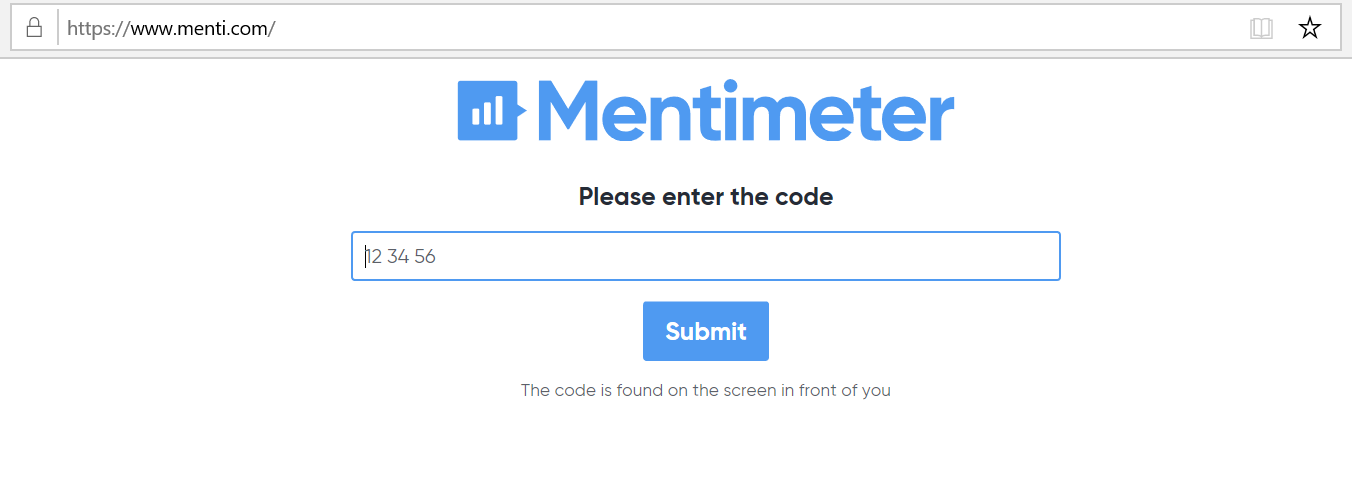 https://www.menti.com/
Mentimeter
Please enter the code
12 34 56
Submit
The code is found on the screen in front of you